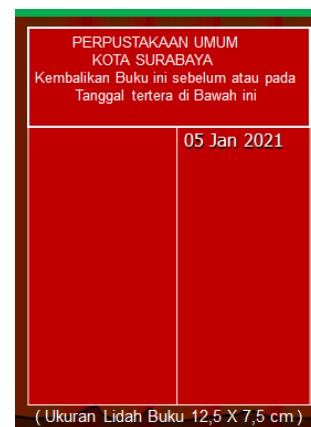 PERPUSTAKAAN UMUM
KOTA SURABAYA
Kembalikan Buku ini sebelum atau pada
Tanggal tertera di Bawah ini
05 Jan 2021
( Ukuran Lidah Buku 12,5 X 7,5 cm )